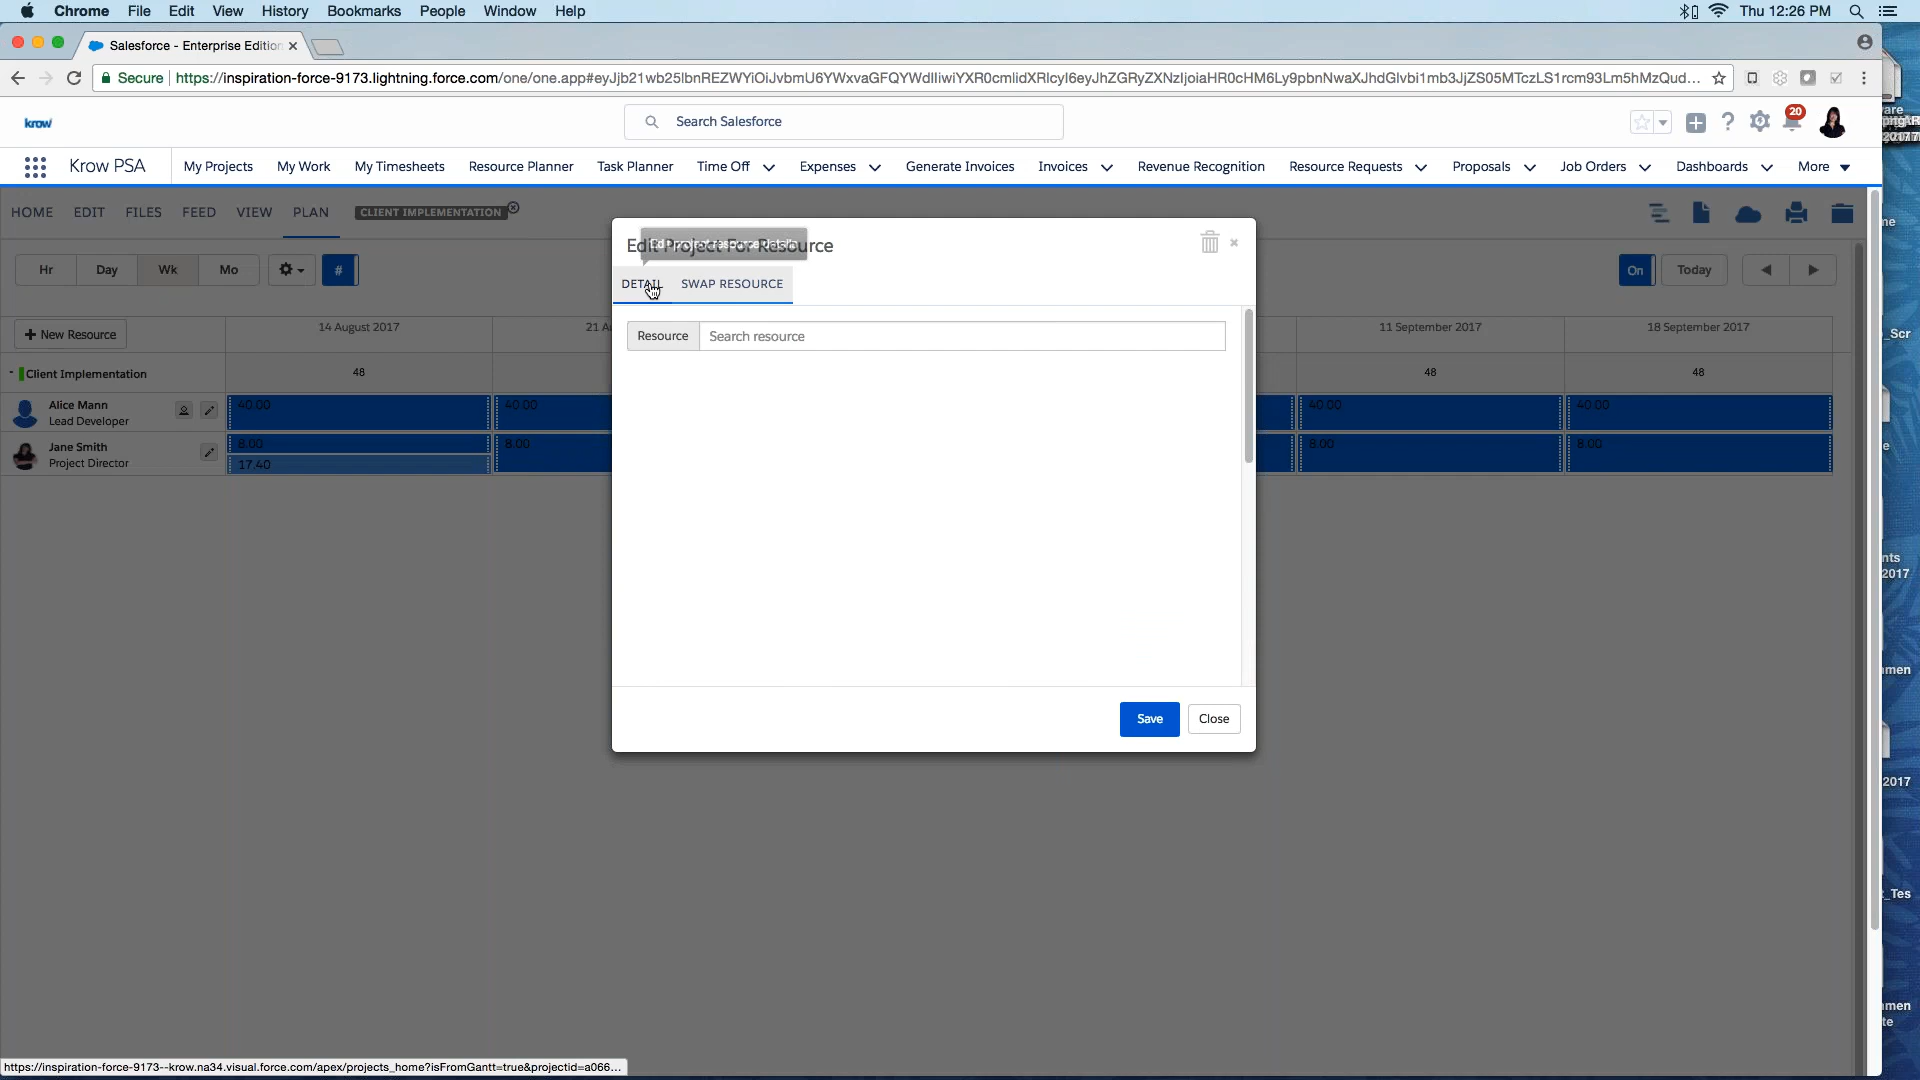 Chrome File Edit View History Bookmarks People Window Help Thu 12:26 PM
Salesforce - Enterprise Edition
Secure https://inspiration-force-9173.lightning.force.com
krow Search Salesforce 20
Krow PSA My Projects My Work My Timesheets Resource Planner Task Planner Time Off Expenses Generate Invoices Invoices Revenue Recognition Resource Requests Proposals Job Orders Dashboards More
HOME EDIT FILES FEED VIEW PLAN CLIENT IMPLEMENTATION
Edit Project For Resource
Edit project resource details
Hr Day Wk Mo # On Today
DETAIL SWAP RESOURCE
+ New Resource 14 August 2017 11 September 2017 18 September 2017
Resource Search resource
Client Implementation 48 48 48
Alice Mann 40.00 40.00 40.00 40.00
Lead Developer
Jane Smith 8.00 8.00 8.00 8.00
Project Director 17.40
Save Close
2017
2017
https://inspiration-force-9173--krow.na34.visual.force.com/apex/projects_home?isFromGantt=true&projectid=a066...